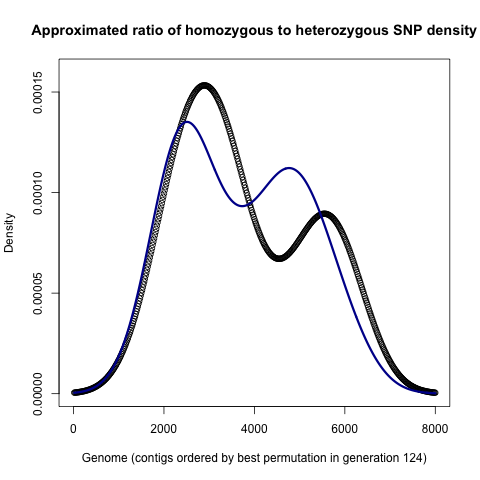 Approximated ratio of homozygous to heterozygous SNP density
0.00015
0.00010
0.00005
0.00000
Density
0 2000 4000 6000 8000
Genome (contigs ordered by best permutation in generation 124)